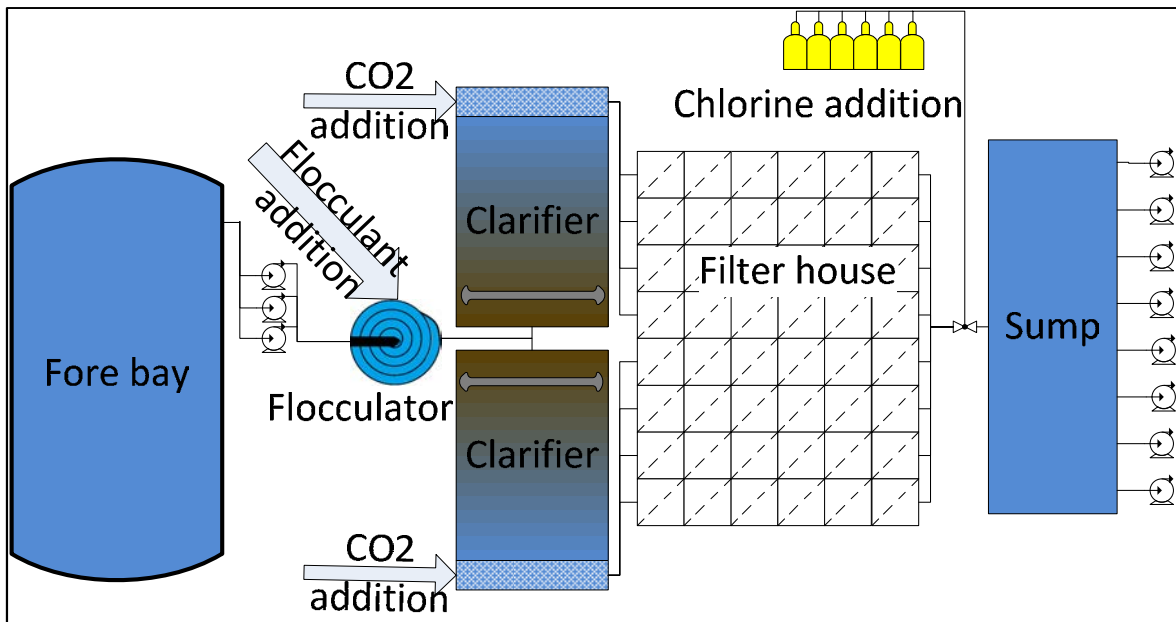 CO2
addition
Chlorine addition
Flocculant
addition
Clarifier
Filter house
Sump
Fore bay
Flocculator
Clarifier
CO2
addition